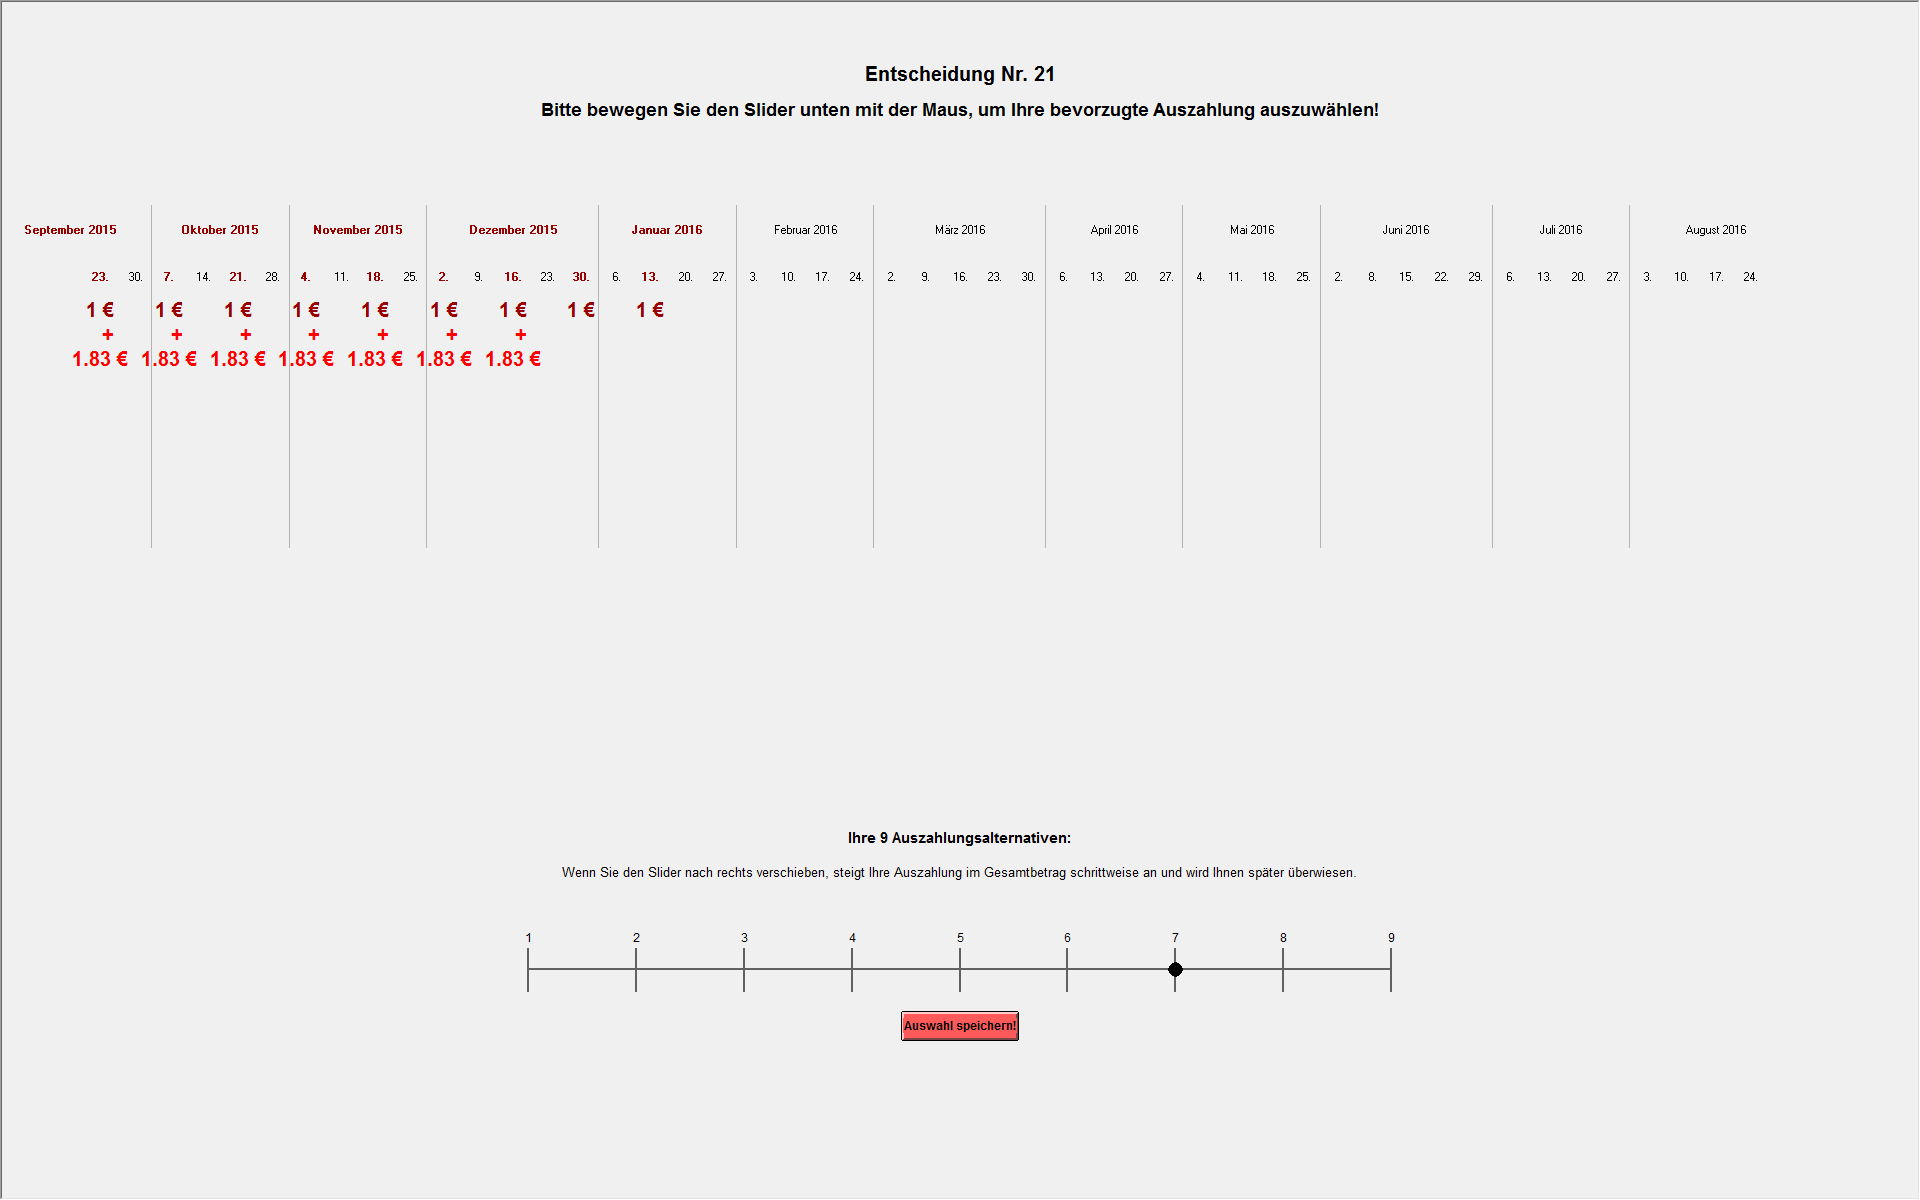 Entscheidung Nr. 21
Bitte bewegen Sie den Slider unten mit der Maus, um Ihre bevorzugte Auszahlung auszuwählen!
September 2015 Oktober 2015 November 2015 Dezember 2015 Januar 2016 Februar 2016 März 2016 April 2016 Mai 2016 Juni 2016 Juli 2016 August 2016
23. 30. 7. 14. 21. 28. 4. 11. 18. 25. 2. 9. 16. 23. 30. 6. 13. 20. 27. 3. 10. 17. 24. 2. 9. 16. 23. 30. 6. 13. 20. 27. 4. 11. 18. 25. 2. 8. 15. 22. 29. 6. 13. 20. 27. 3. 10. 17. 24.
1 € 1 € 1 € 1 € 1 € 1 € 1 € 1 € 1 €
+ + + + + + +
1.83 € 1.83 € 1.83 € 1.83 € 1.83 € 1.83 € 1.83 €
Ihre 9 Auszahlungsalternativen:
Wenn Sie den Slider nach rechts verschieben, steigt Ihre Auszahlung im Gesamtbetrag schrittweise an und wird Ihnen später überwiesen.
1 2 3 4 5 6 7 8 9
Auswahl speichern!